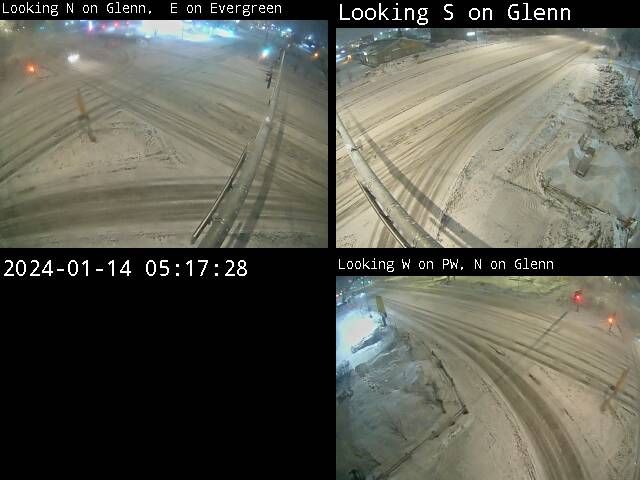 Looking N on Glenn,  E on Evergreen
Looking S on Glenn
2024-01-14 05:17:28
Looking W on PW, N on Glenn